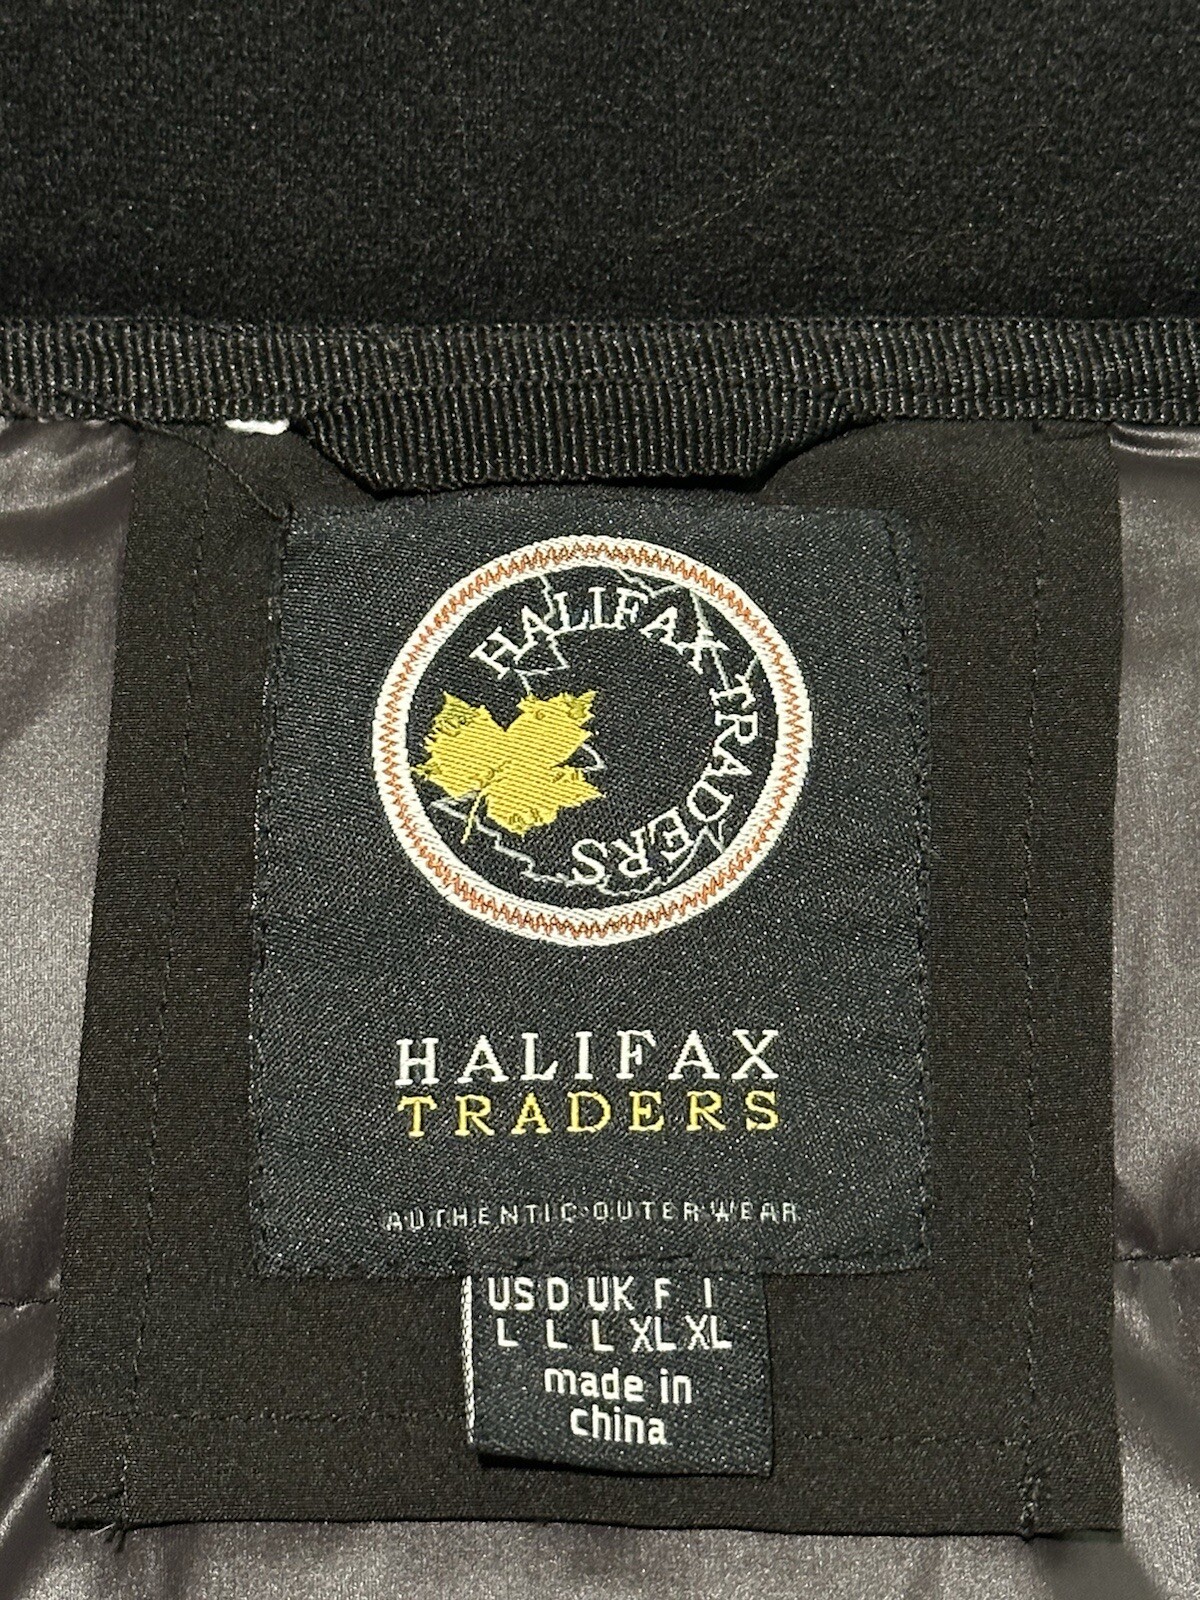 HALIFAX TRADERS
HALIFAX
TRADERS
AUTHENTIC OUTERWEAR
US D UK F I
L L L XL XL
made in
china